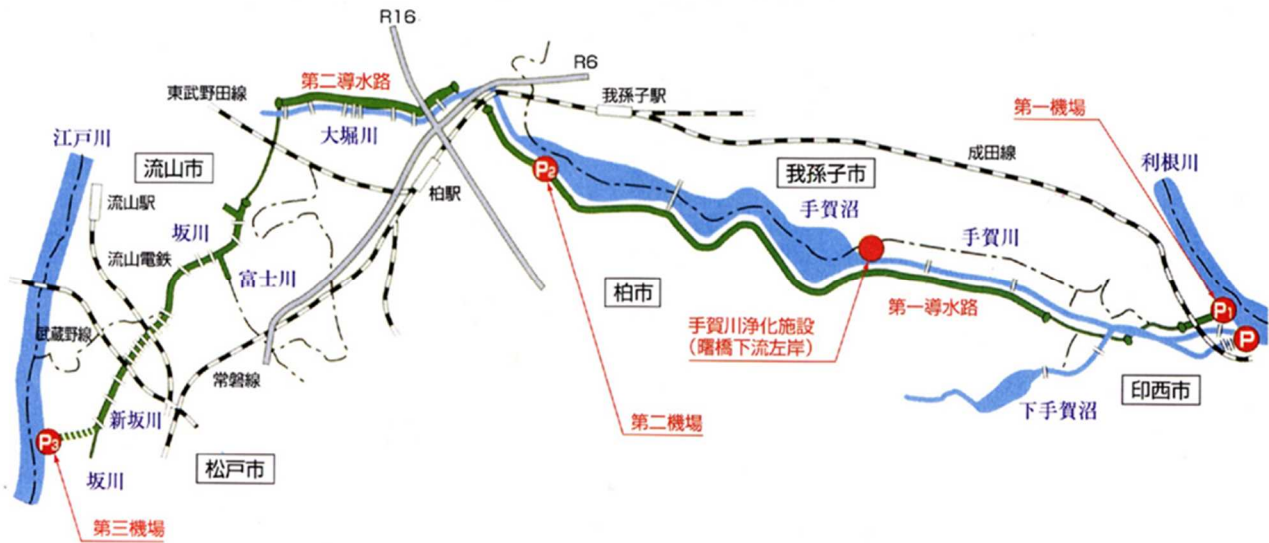 R16
R6
第二導水路
東武野田線
我孫子駅
第一機場
大堀川
江戸川
成田線
利根川
流山市
我孫子市
P2
柏駅
流山駅
手賀沼
坂川
手賀川
流山電鉄
富士川
柏市
第一導水路
P1
武蔵野線
手賀川浄化施設
(曙橋下流左岸)
P
常磐線
印西市
下手賀沼
新坂川
第二機場
P3
松戸市
坂川
第三機場